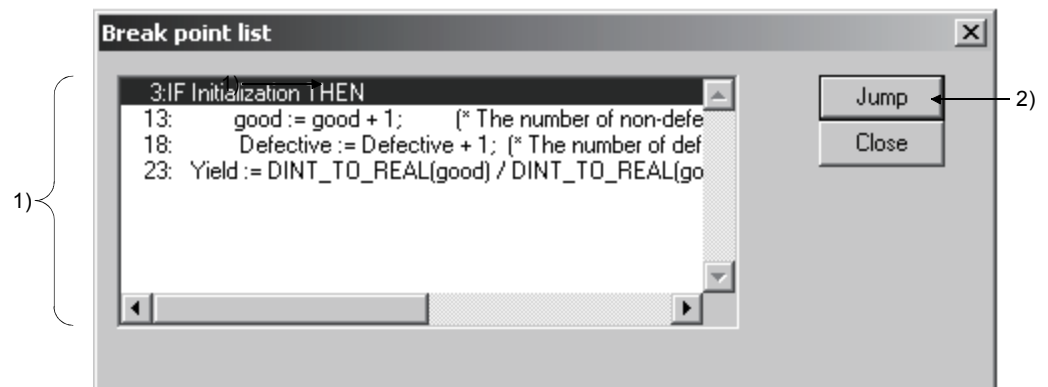 Break point list
1)
3:IF Initialization THEN
13: good := good + 1; (* The number of non-defe
18: Defective := Defective + 1; (* The number of def
23: Yield := DINT_TO_REAL(good) / DINT_TO_REAL(go
Jump
2)
Close
1)